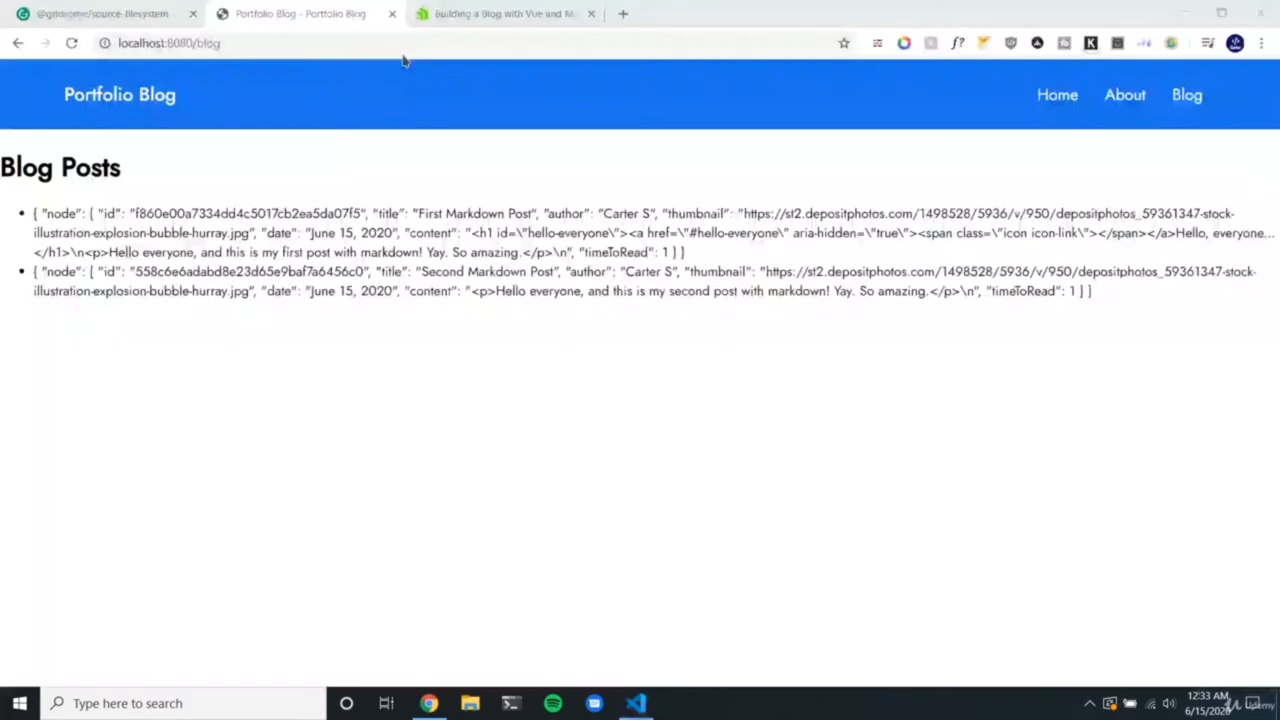 @gridsome/source-filesystem -
Portfolio Blog - Portfolio Blog
Building a Blog with Vue and M
localhost:8080/blog
f?
K
Portfolio Blog
Home
About
Blog
Blog Posts
{ "node": { "id": "f860e00a7334dd4c5017cb2ea5da07f5", "title": "First Markdown Post", "author": "Carter S", "thumbnail": "https://st2.depositphotos.com/1498528/5936/v/950/depositphotos_59361347-stock-
illustration-explosion-bubble-hurray.jpg", "date": "June 15, 2020", "content": "<h1 id=\"hello-everyone\"><a href=\"#hello-everyone\" aria-hidden=\"true\"><span class=\"icon icon-link\"></span></a>Hello, everyone...
</h1>\n<p>Hello everyone, and this is my first post with markdown! Yay. So amazing.</p>\n", "timeToRead": 1 } }
{ "node": { "id": "558c6e6adabd8e23d65e9baf7a6456c0", "title": "Second Markdown Post", "author": "Carter S", "thumbnail": "https://st2.depositphotos.com/1498528/5936/v/950/depositphotos_59361347-stock-
illustration-explosion-bubble-hurray.jpg", "date": "June 15, 2020", "content": "<p>Hello everyone, and this is my second post with markdown! Yay. So amazing.</p>\n", "timeToRead": 1 } }
Type here to search
12:33 AM
6/15/2020
Udemy